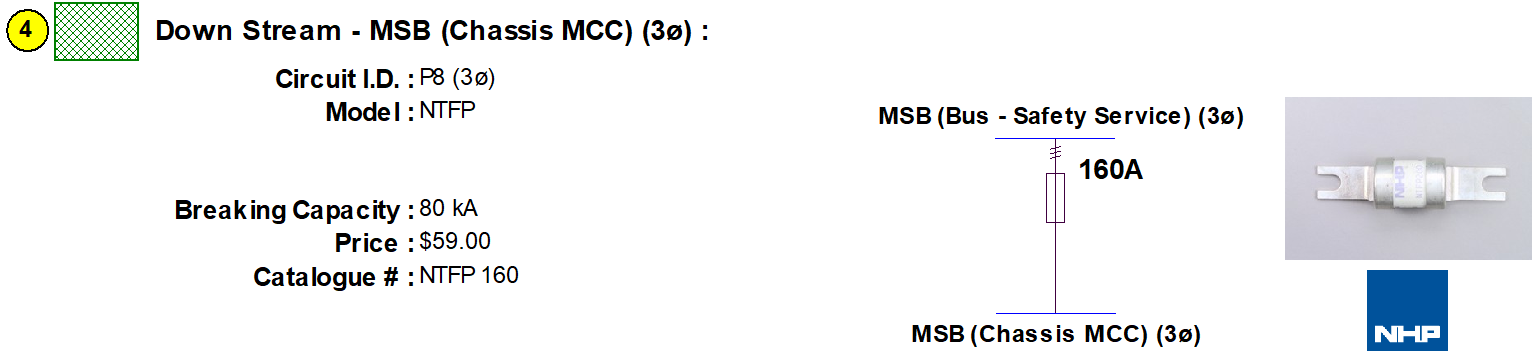 4
Down Stream - MSB (Chassis MCC) (3ø) :
Circuit I.D. : P8 (3ø)
Model : NTFP
Breaking Capacity : 80 kA
Price : $59.00
Catalogue # : NTFP 160
MSB (Bus - Safety Service) (3ø)
160A
MSB (Chassis MCC) (3ø)
NHP
NHP